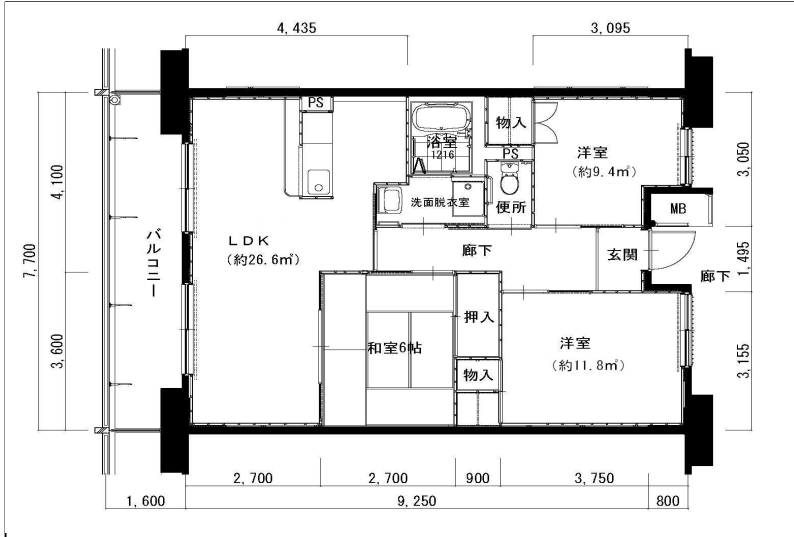 4,435
3,095
PS
浴室
1216
物入
PS
洋室
(約9.4㎡)
3,050
4,100
洗面脱衣室
便所
MB
7,700
バルコニー
LDK
(約26.6㎡)
廊下
玄関
1,495
廊下
3,600
押入
和室6帖
物入
洋室
(約11.8㎡)
3,155
2,700
2,700
900
3,750
1,600
9,250
800